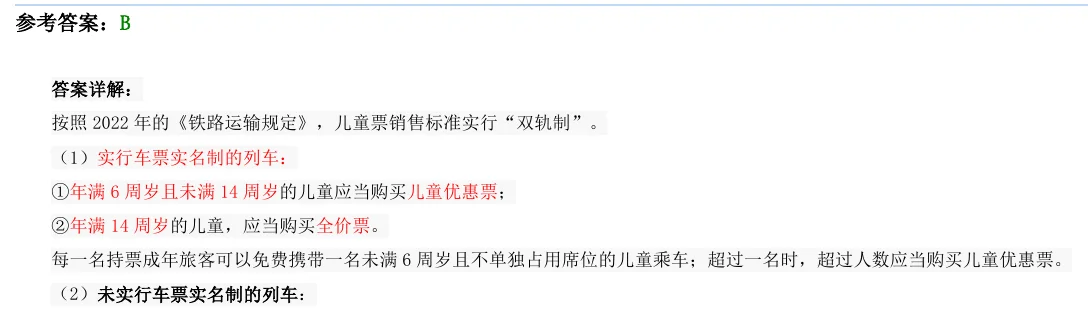 参考答案：B
答案详解：
按照 2022 年的《铁路运输规定》，儿童票销售标准实行“双轨制”。
（1）实行车票实名制的列车：
①年满 6 周岁且未满 14 周岁的儿童应当购买儿童优惠票；
②年满 14 周岁的儿童，应当购买全价票。
每一名持票成年旅客可以免费携带一名未满 6 周岁且不单独占用席位的儿童乘车；超过一名时，超过人数应当购买儿童优惠票。
（2）未实行车票实名制的列车：